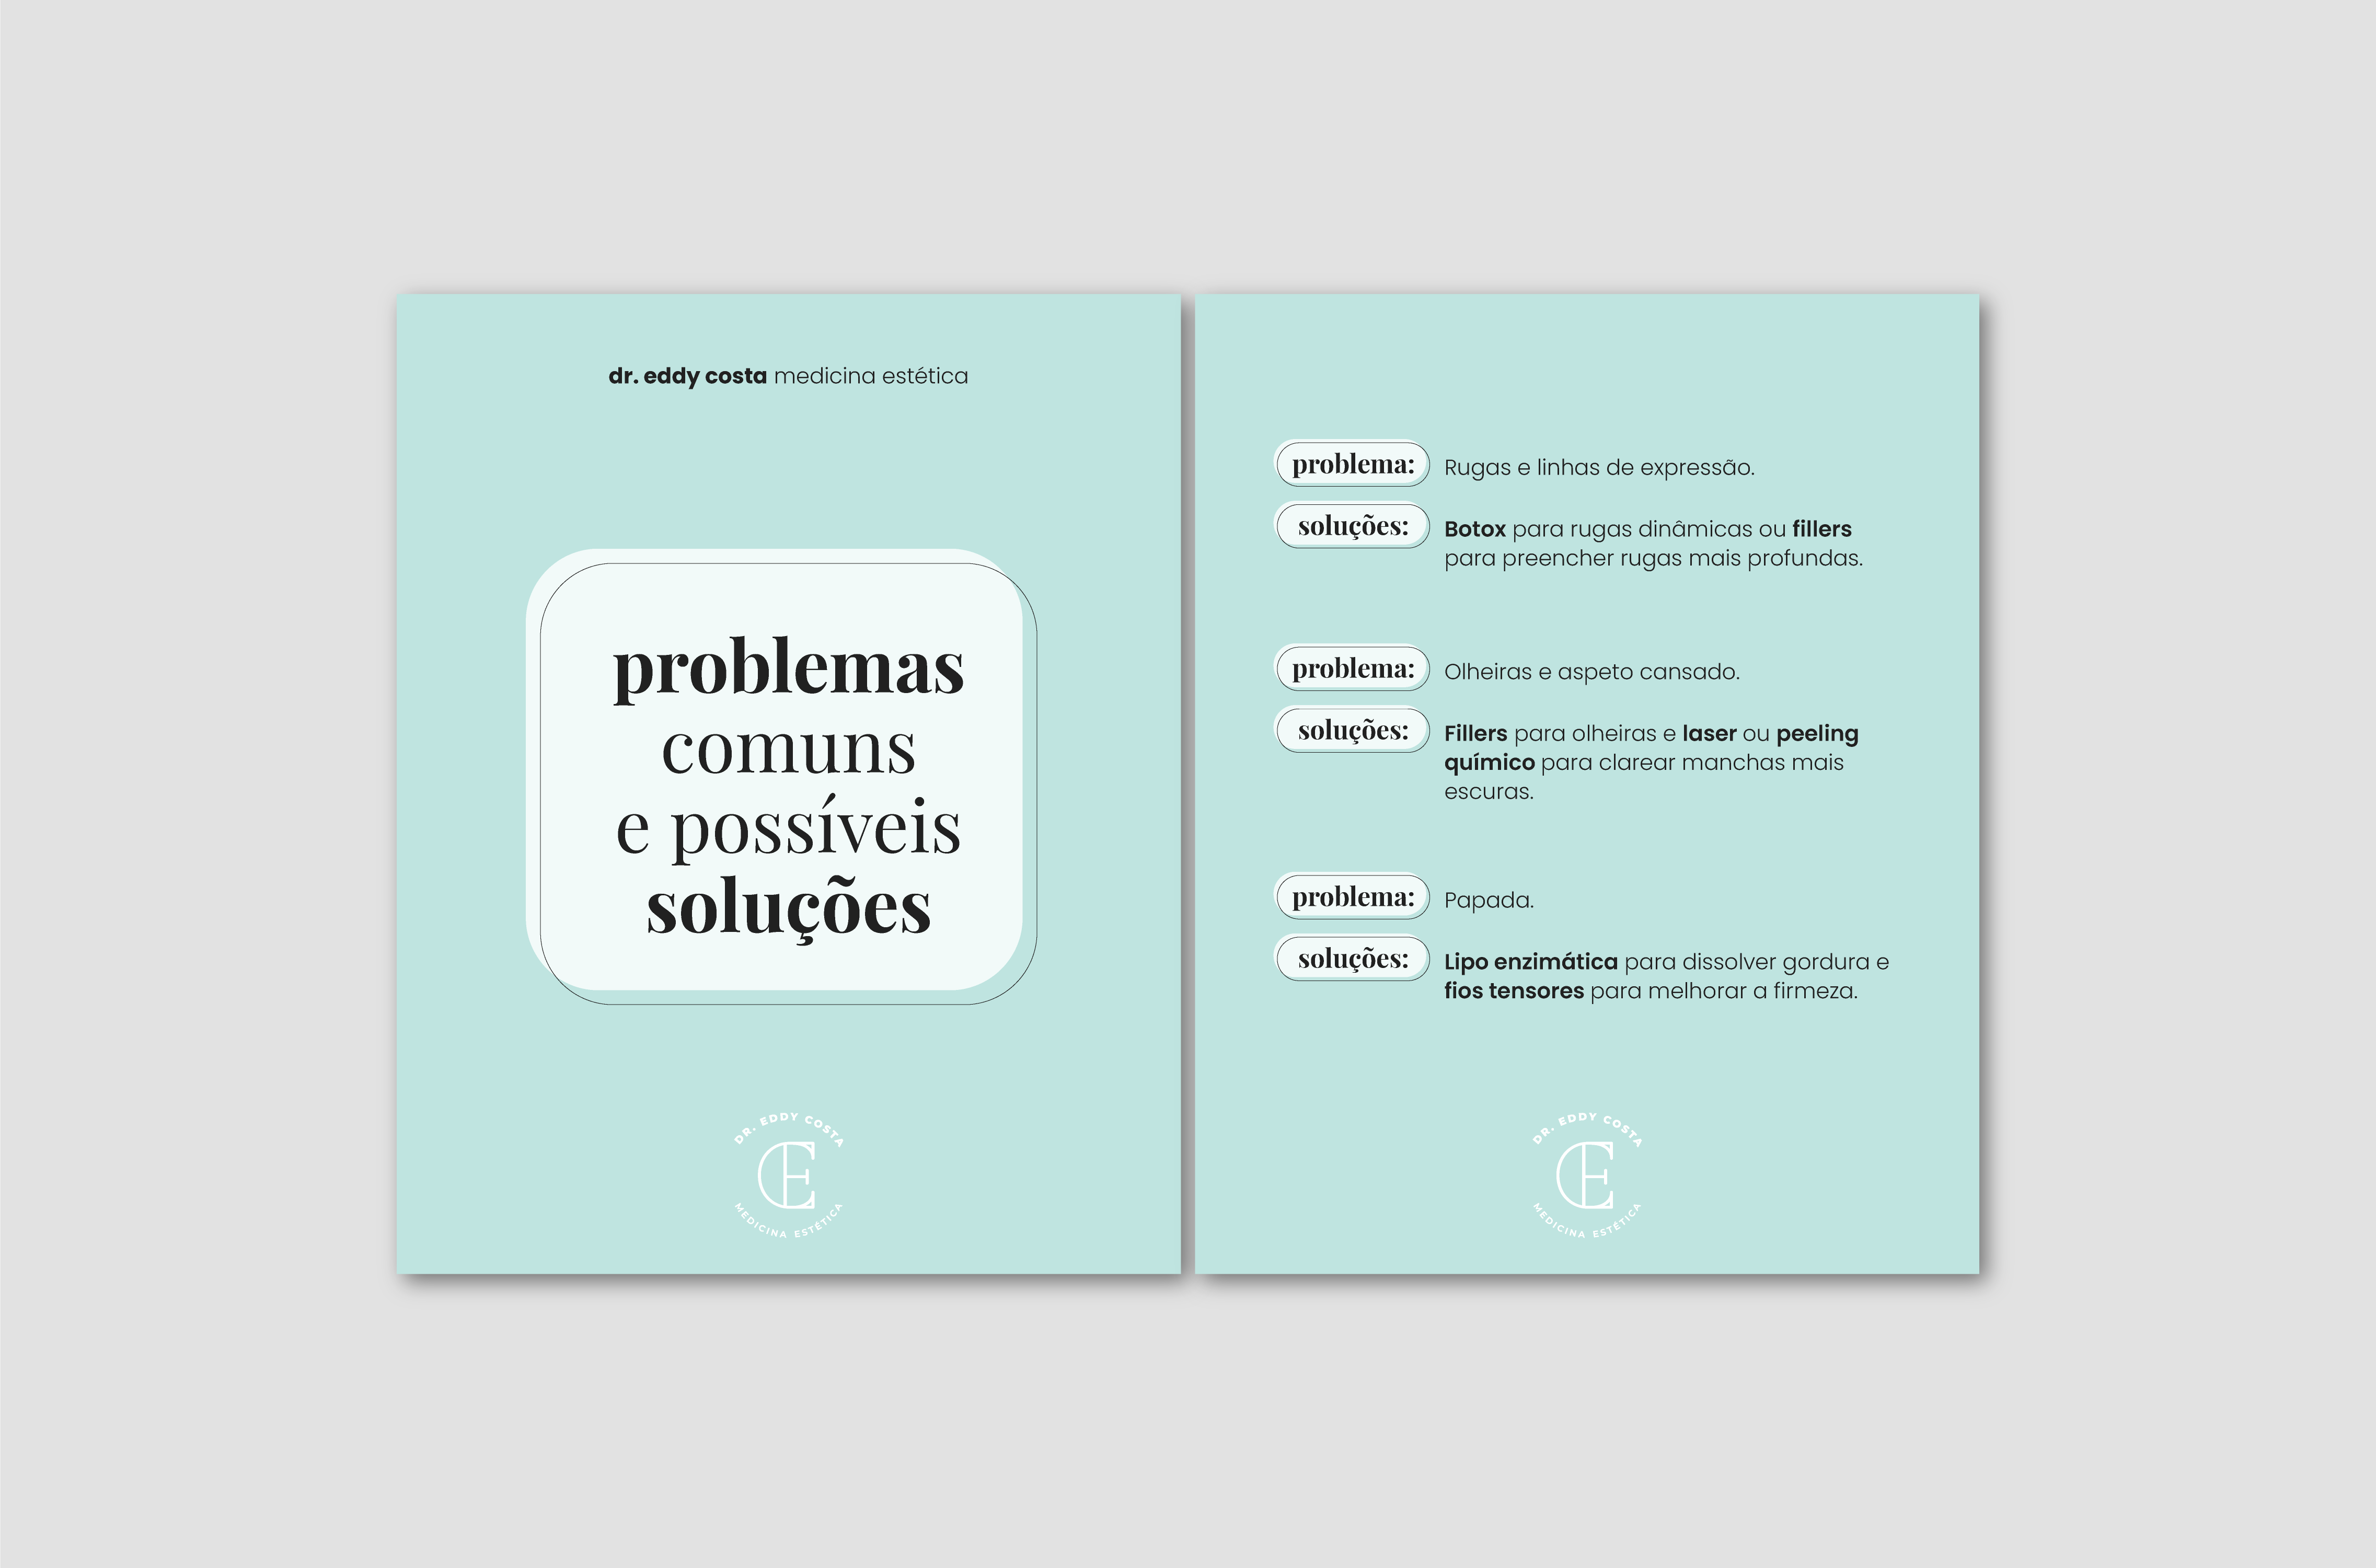 dr. eddy costa medicina estética
problemas
comuns
e possíveis
soluções
DR. EDDY COSTA
CE
MEDICINA ESTÉTICA
problema: Rugas e linhas de expressão.
soluções: Botox para rugas dinâmicas ou fillers
para preencher rugas mais profundas.
problema: Olheiras e aspeto cansado.
soluções: Fillers para olheiras e laser ou peeling
químico para clarear manchas mais
escuras.
problema: Papada.
soluções: Lipo enzimática para dissolver gordura e
fios tensores para melhorar a firmeza.
DR. EDDY COSTA
CE
MEDICINA ESTÉTICA